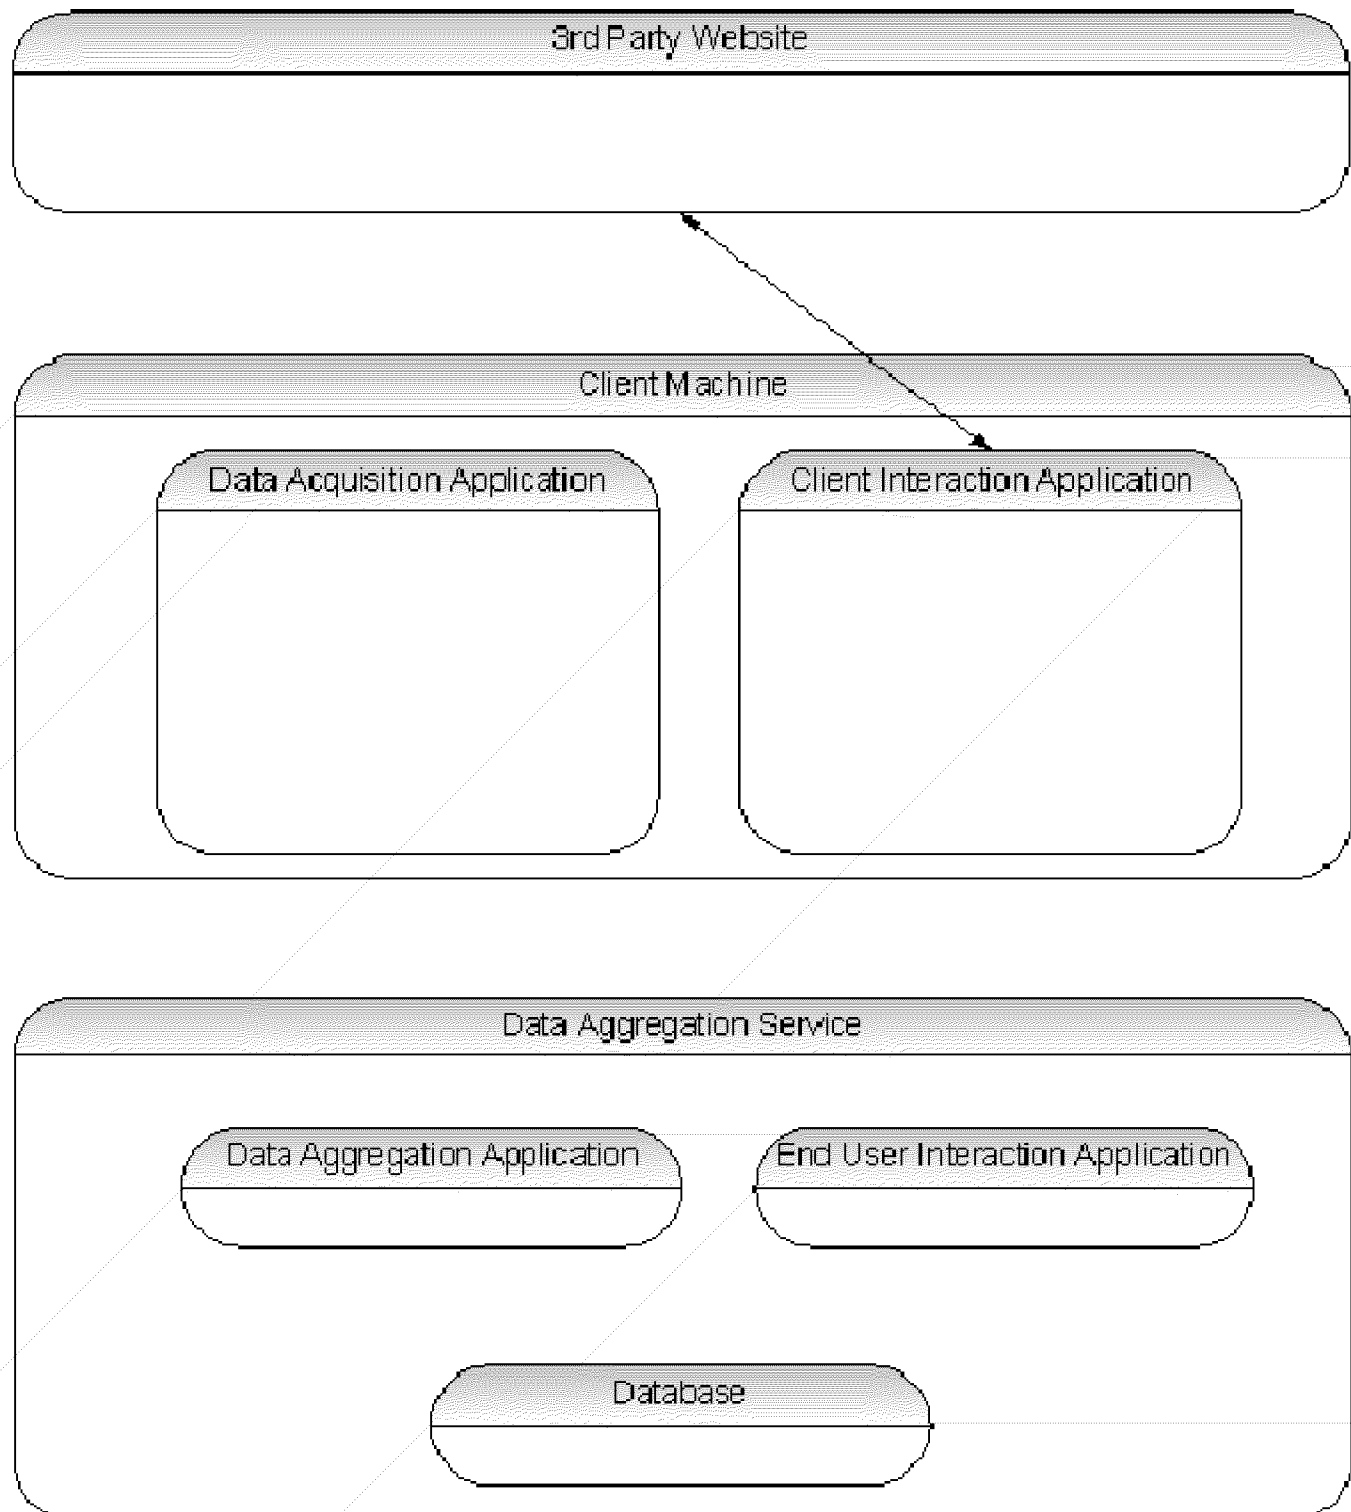 3rd Party Website
Client Machine
Data Acquisition Application
Client Interaction Application
Data Aggregation Service
Data Aggregation Application
End User Interaction Application
Database